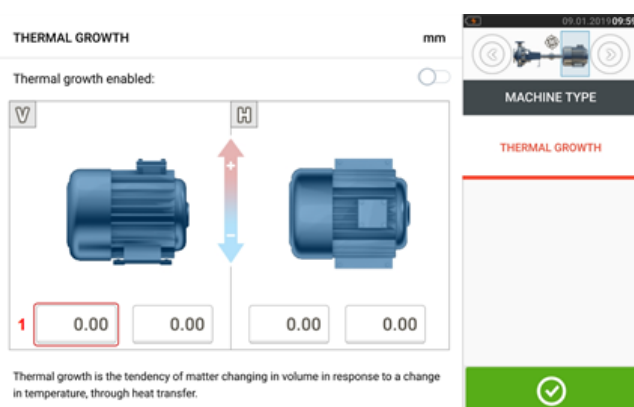 THERMAL GROWTH mm
Thermal growth enabled:
V H
+
-
1 0.00 0.00 0.00 0.00
Thermal growth is the tendency of matter changing in volume in response to a change
in temperature, through heat transfer.
09.01.2019 09:59
MACHINE TYPE
THERMAL GROWTH